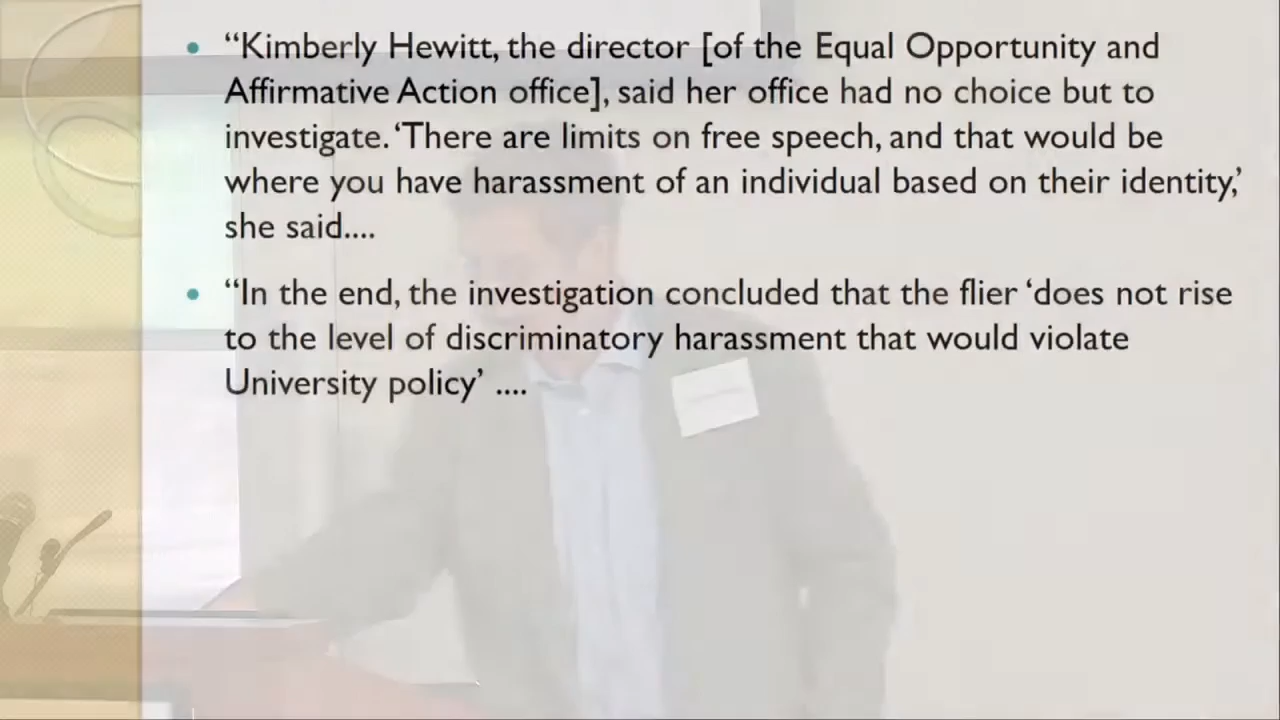 • “Kimberly Hewitt, the director [of the Equal Opportunity and
Affirmative Action office], said her office had no choice but to
investigate. ‘There are limits on free speech, and that would be
where you have harassment of an individual based on their identity,’
she said....
• “In the end, the investigation concluded that the flier ‘does not rise
to the level of discriminatory harassment that would violate
University policy’ ....